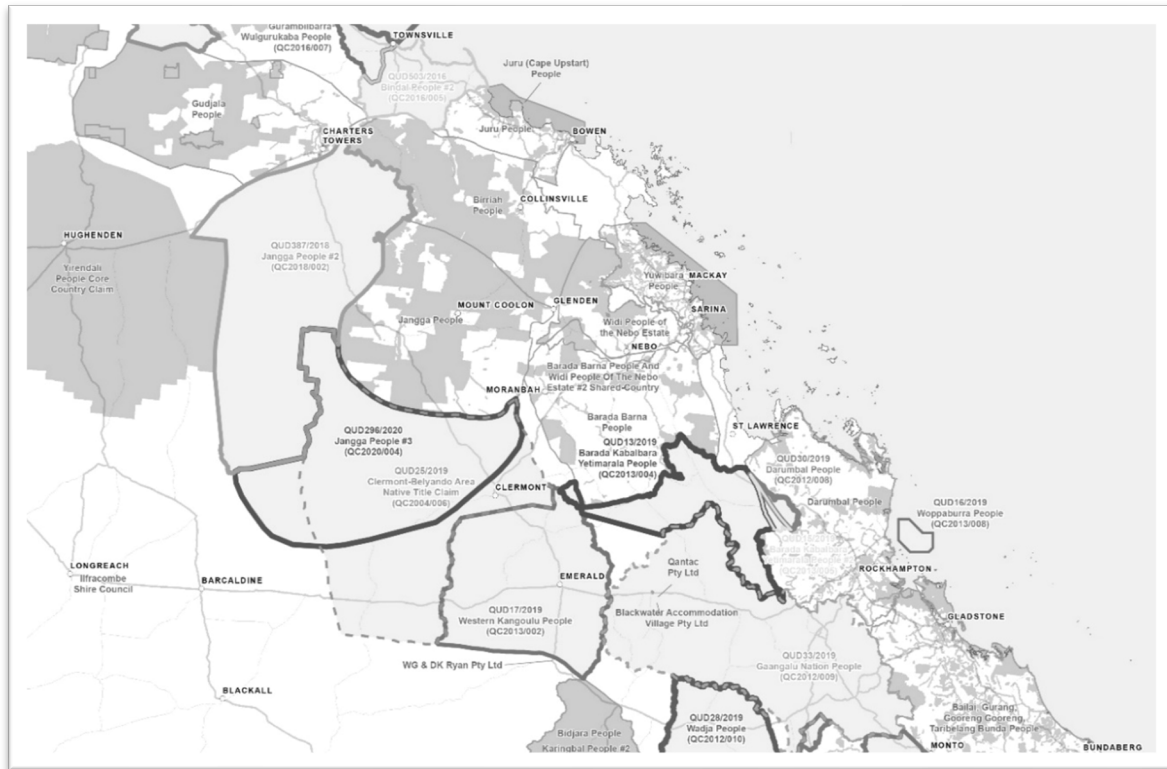 Gurambilbarra
Wulgurukaba People
(QC2016/007)
TOWNSVILLE
QUD503/2016
Bindal People #2
(QC2016/005)
Juru (Cape Upstart)
People
Gudjala
People
CHARTERS
TOWERS
Juru People
BOWEN
Birriah
People
COLLINSVILLE
HUGHENDEN
Yirendali
People Core
Country Claim
QUD387/2018
Jangga People #2
(QC2018/002)
Yuwibara
People
MACKAY
MOUNT COOLON
GLENDEN
SARINA
Jangga People
Widi People of
the Nebo Estate
NEBO
Barada Barna People And
Widi People Of The Nebo
Estate #2 Shared-Country
MORANBAH
Barada Barna
People
QUD296/2020
Jangga People #3
(QC2020/004)
QUD13/2019
Barada Kabalbara
Yetimarala People
(QC2013/004)
ST LAWRENCE
QUD25/2019
Clermont-Belyando Area
Native Title Claim
(QC2004/006)
CLERMONT
QUD30/2019
Darumbal People
(QC2012/008)
Darumbal People
QUD16/2019
Woppaburra People
(QC2013/008)
Barada Kabalbara
LONGREACH
Ilfracombe
Shire Council
BARCALDINE
EMERALD
Qantac
Pty Ltd
ROCKHAMPTON
QUD17/2019
Western Kangoulu People
(QC2013/002)
Blackwater Accommodation
Village Pty Ltd
GLADSTONE
WG & DK Ryan Pty Ltd
QUD33/2019
Gaangalu Nation People
(QC2012/009)
BLACKALL
QUD28/2019
Wadja People
(QC2012/010)
Bidjara People
Karingbal People #2
Bailai, Gurang,
Gooreng Gooreng,
Taribelang Bunda People
MONTO
BUNDABERG